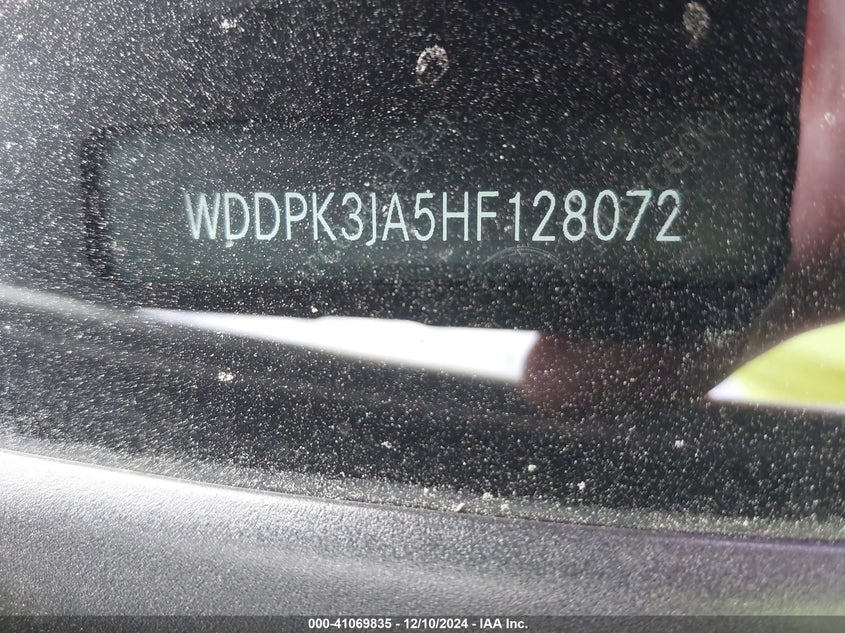 WDDPK3JA5HF128072
000-41069835 - 12/10/2024 - IAA Inc.